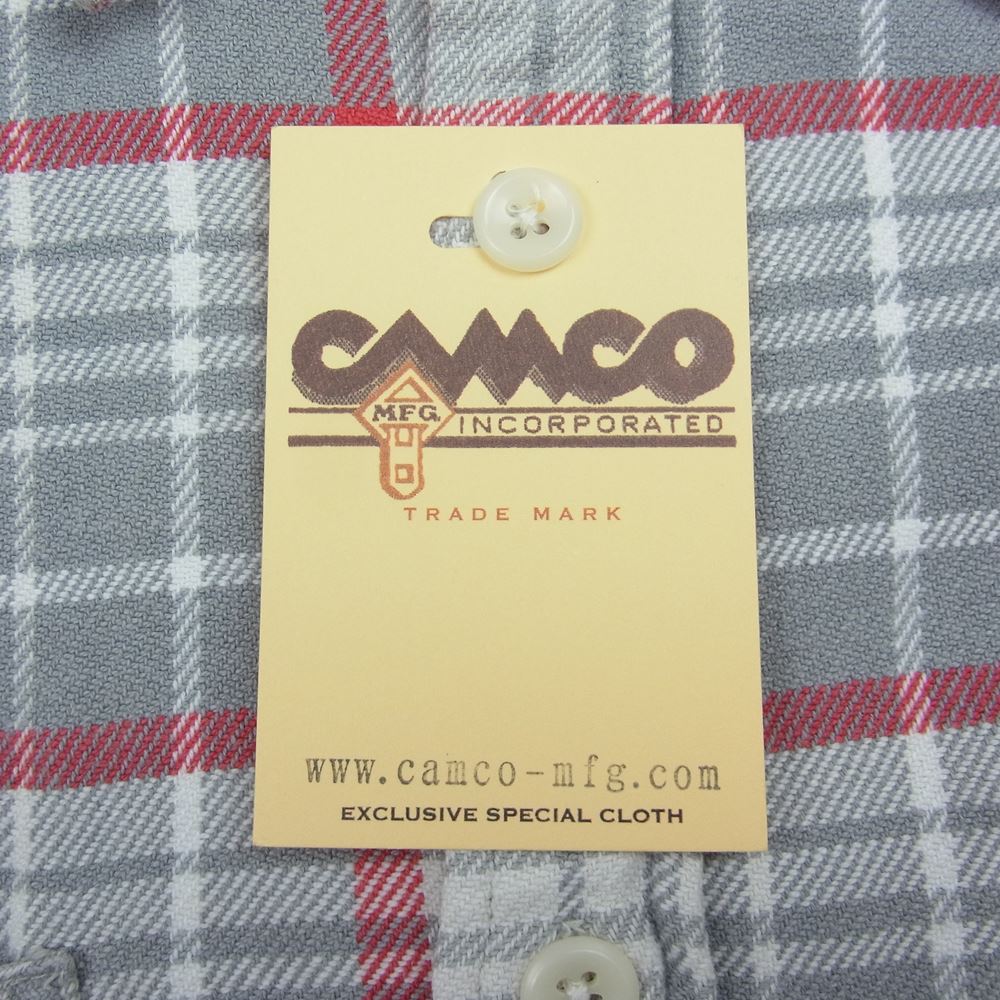 CAMCO
MFG.
INCORPORATED
TRADE MARK
www.camco-mfg.com
EXCLUSIVE SPECIAL CLOTH